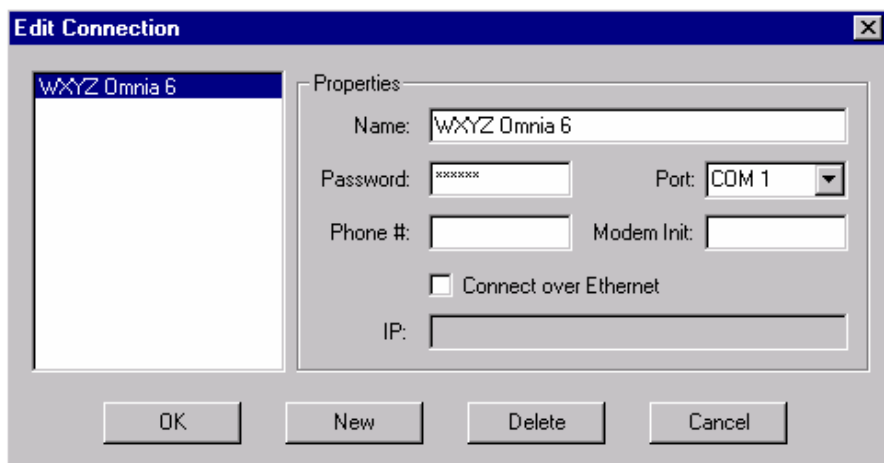 Edit Connection
WXYZ Omnia 6
Properties
Name: WXYZ Omnia 6
Password: ****** Port: COM 1
Phone #: Modem Init:
Connect over Ethernet
IP:
OK New Delete Cancel